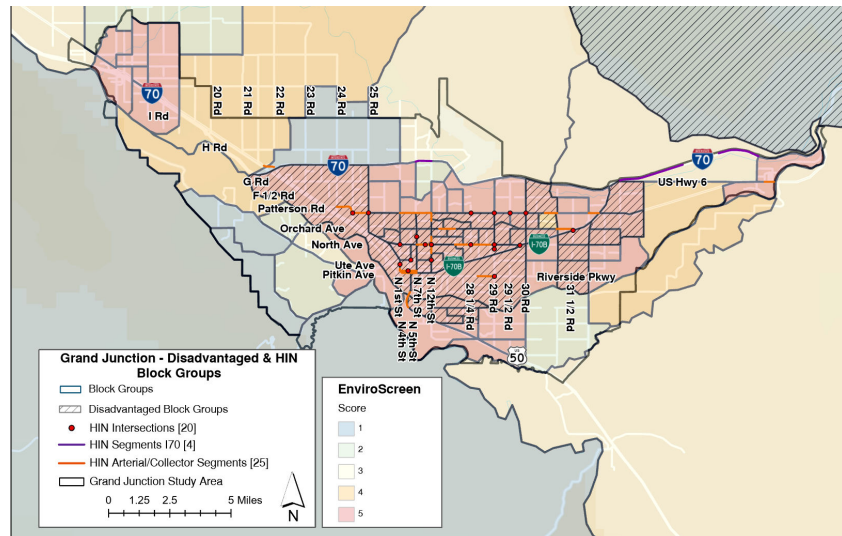 20 Rd
21 Rd
22 Rd
23 Rd
24 Rd
25 Rd
INTERSTATE
70
I Rd
H Rd
INTERSTATE
70
INTERSTATE
70
US Hwy 6
G Rd
F 1/2 Rd
Patterson Rd
Orchard Ave
North Ave
I-70B
I-70B
Ute Ave
Pitkin Ave
Riverside Pkwy
N 1st St
N 4th St
N 5th St
N 7th St
N 12th St
28 1/4 Rd
29 Rd
29 1/2 Rd
30 Rd
31 1/2 Rd
US
50
Grand Junction - Disadvantaged & HIN
Block Groups
Block Groups
Disadvantaged Block Groups
HIN Intersections [20]
HIN Segments I70 [4]
HIN Arterial/Collector Segments [25]
Grand Junction Study Area
0 1.25 2.5 5 Miles
N
EnviroScreen
Score
1
2
3
4
5